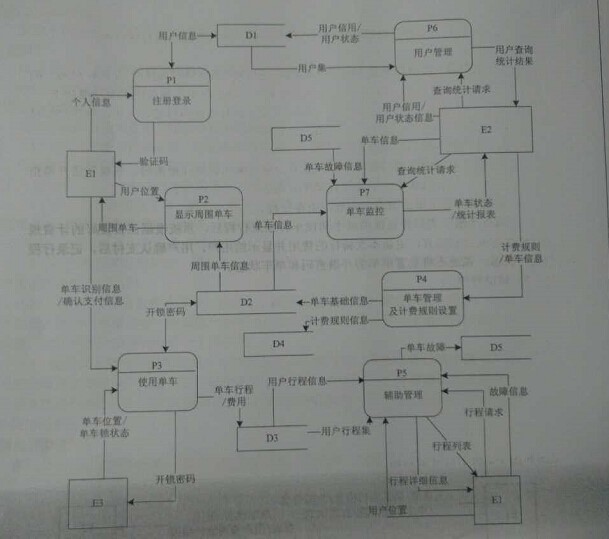 用户信息
D1
用户信用/
用户状态
P6
用户管理
用户查询
统计结果
用户集
P1
注册登录
个人信息
查询统计请求
用户信用/
用户状态信息
E2
D5
单车信息
验证码
单车故障信息
查询统计请求
E1
用户位置
P2
显示周围单车
P7
单车监控
单车状态
/统计报表
周围单车
单车信息
计费规则
/单车信息
周围单车信息
单车识别信息
/确认支付信息
P4
单车管理
及计费规则设置
D2
单车基础信息
开锁密码
计费规则信息
D4
单车故障
D5
P3
使用单车
P5
辅助管理
用户行程信息
单车行程
/费用
故障信息
行程请求
单车位置/
单车锁状态
D3
用户行程集
行程列表
开锁密码
行程详细信息
E3
用户位置
E1